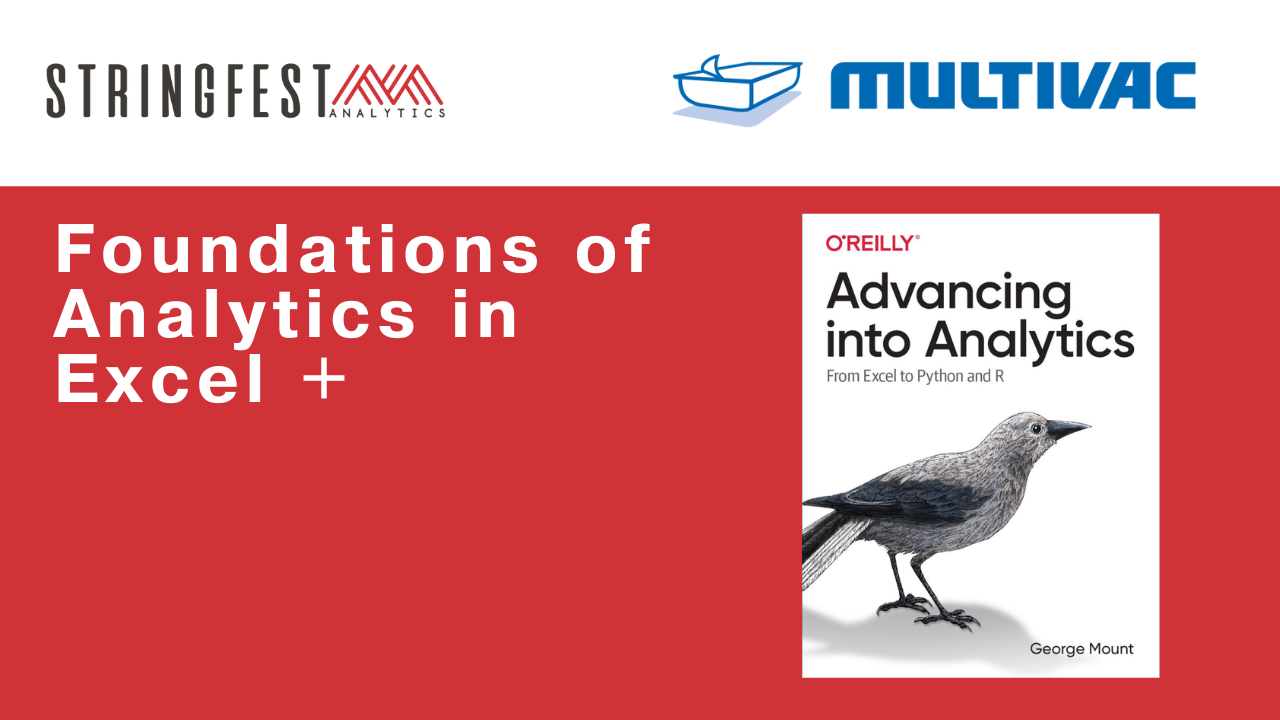 STRINGFEST
ANALYTICS
MULTIVAC
Foundations of
Analytics in
Excel +
O'REILLY®
Advancing
into Analytics
From Excel to Python and R
George Mount